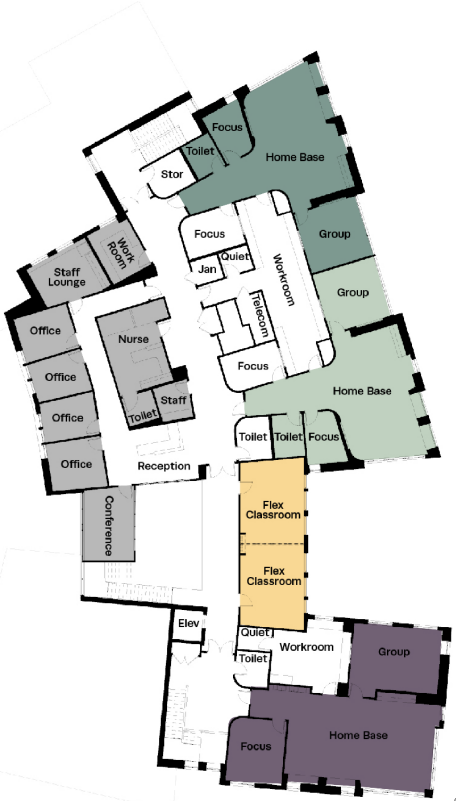 Focus
Toilet
Home Base
Stor
Focus
Group
Work
Room
Quiet
Jan
Staff
Lounge
Workroom
Group
Telecom
Office
Nurse
Focus
Office
Home Base
Staff
Toilet
Office
Toilet
Toilet
Focus
Office
Reception
Conference
Flex
Classroom
Flex
Classroom
Elev
Quiet
Workroom
Group
Toilet
Home Base
Focus